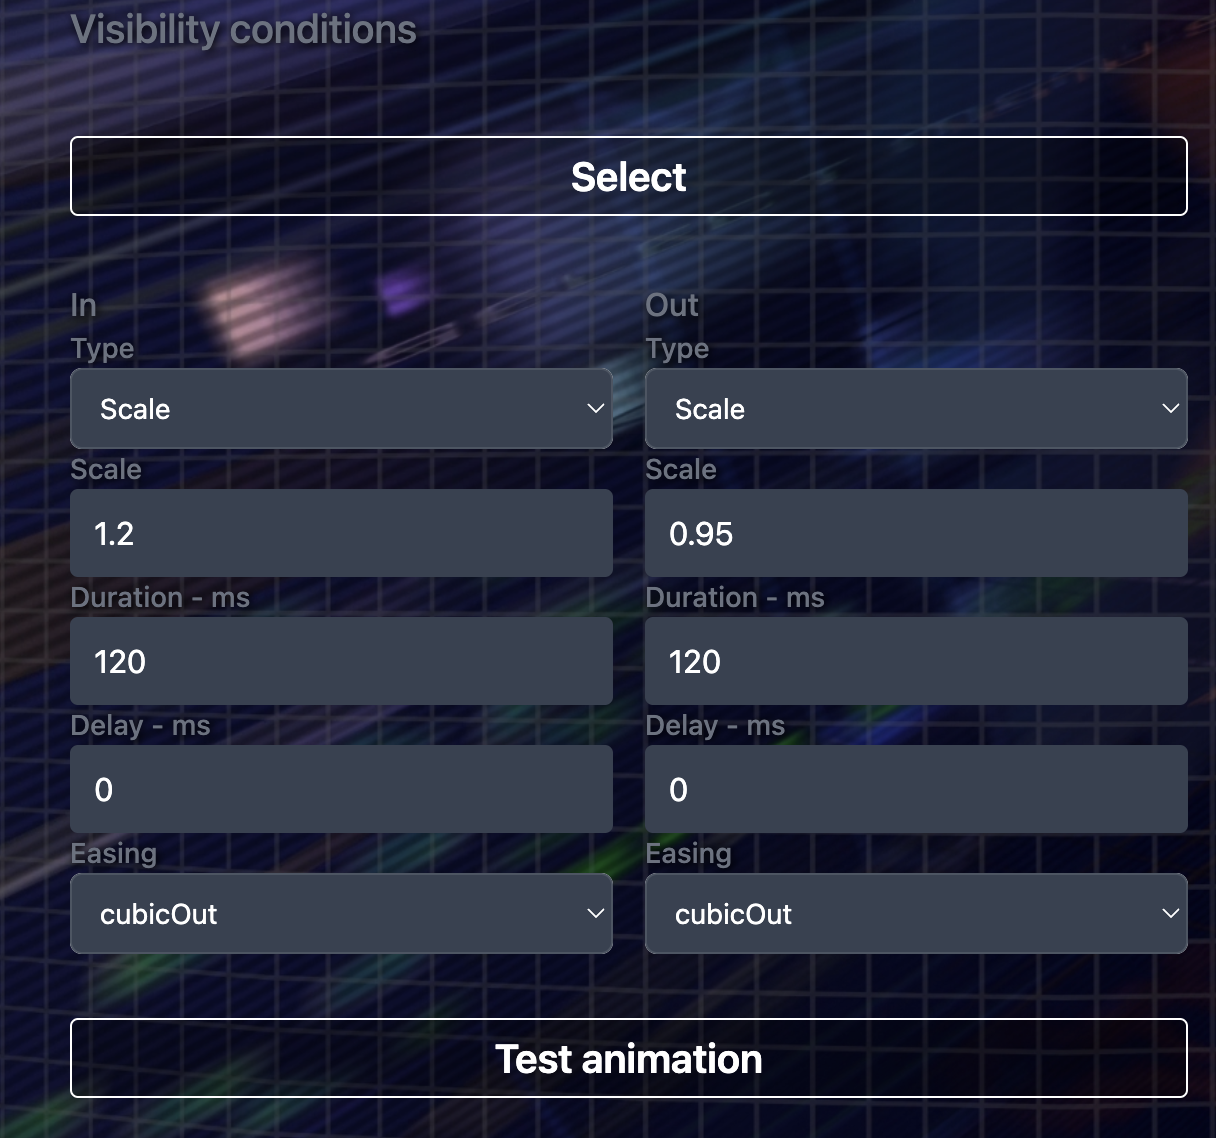 Visibility conditions
Select
In
Type
Scale
Scale
1.2
Duration - ms
120
Delay - ms
0
Easing
cubicOut
Out
Type
Scale
Scale
0.95
Duration - ms
120
Delay - ms
0
Easing
cubicOut
Test animation